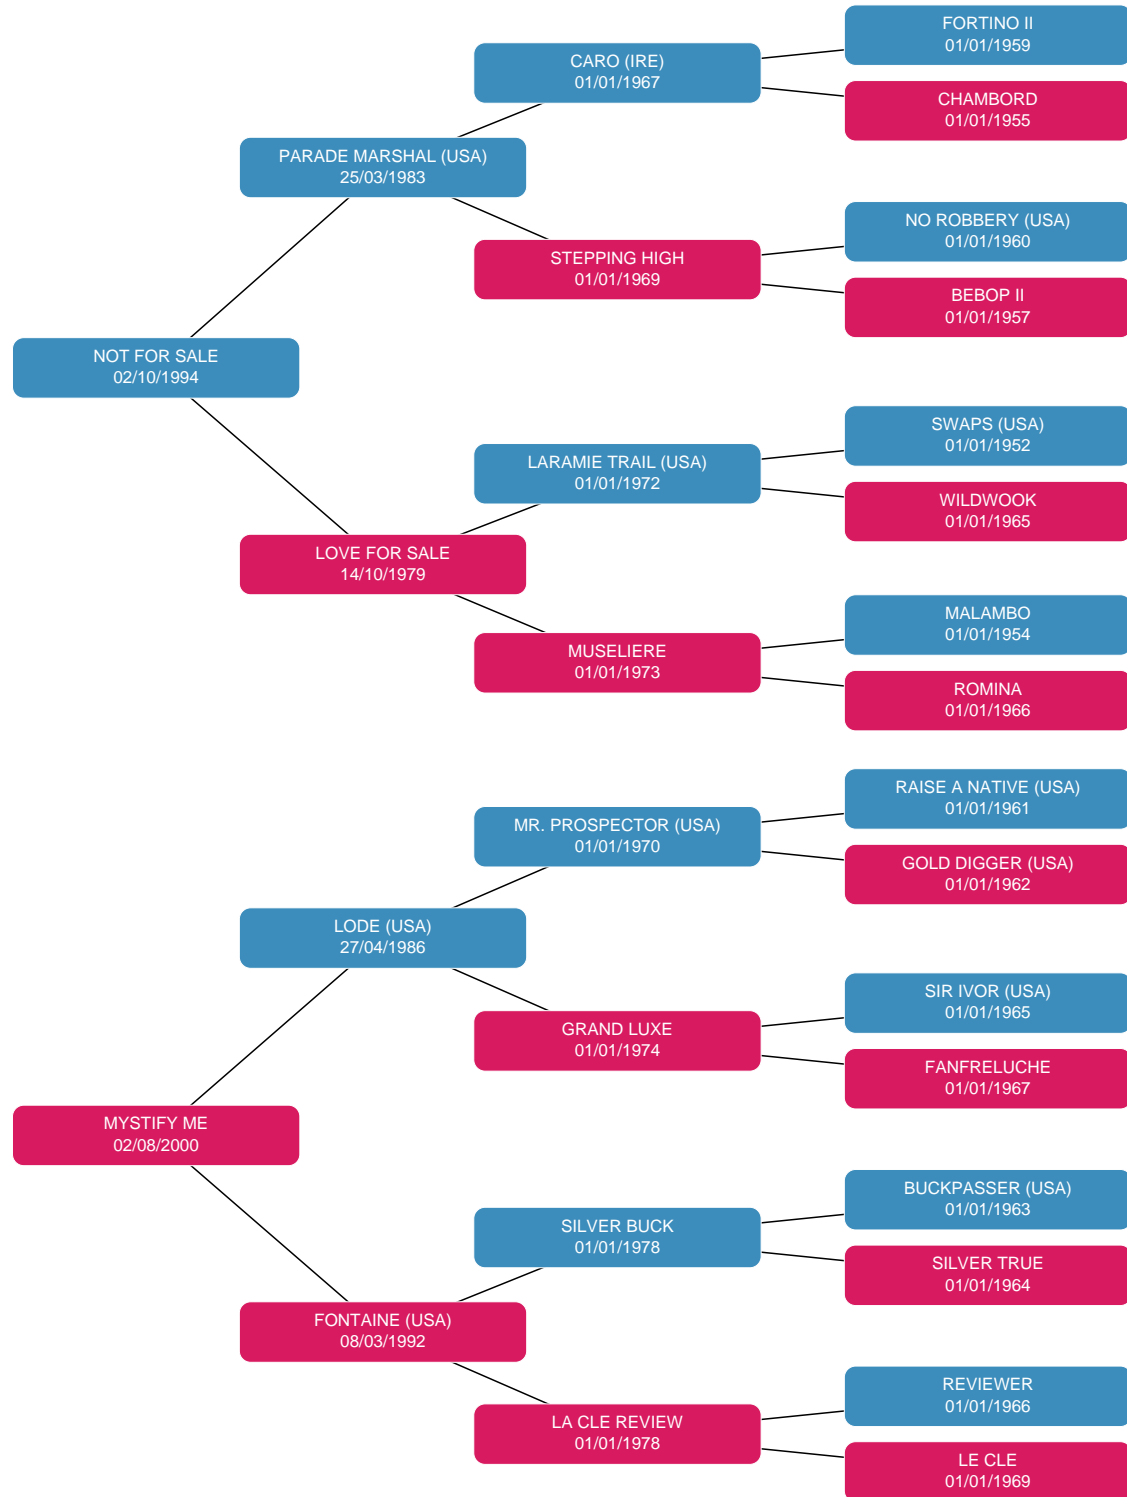 FORTINO II
01/01/1959
CARO (IRE)
01/01/1967
CHAMBORD
01/01/1955
PARADE MARSHAL (USA)
25/03/1983
NO ROBBERY (USA)
01/01/1960
STEPPING HIGH
01/01/1969
BEBOP II
01/01/1957
NOT FOR SALE
02/10/1994
SWAPS (USA)
01/01/1952
LARAMIE TRAIL (USA)
01/01/1972
WILDWOOK
01/01/1965
LOVE FOR SALE
14/10/1979
MALAMBO
01/01/1954
MUSELIERE
01/01/1973
ROMINA
01/01/1966
RAISE A NATIVE (USA)
01/01/1961
MR. PROSPECTOR (USA)
01/01/1970
GOLD DIGGER (USA)
01/01/1962
LODE (USA)
27/04/1986
SIR IVOR (USA)
01/01/1965
GRAND LUXE
01/01/1974
FANFRELUCHE
01/01/1967
MYSTIFY ME
02/08/2000
BUCKPASSER (USA)
01/01/1963
SILVER BUCK
01/01/1978
SILVER TRUE
01/01/1964
FONTAINE (USA)
08/03/1992
REVIEWER
01/01/1966
LA CLE REVIEW
01/01/1978
LE CLE
01/01/1969